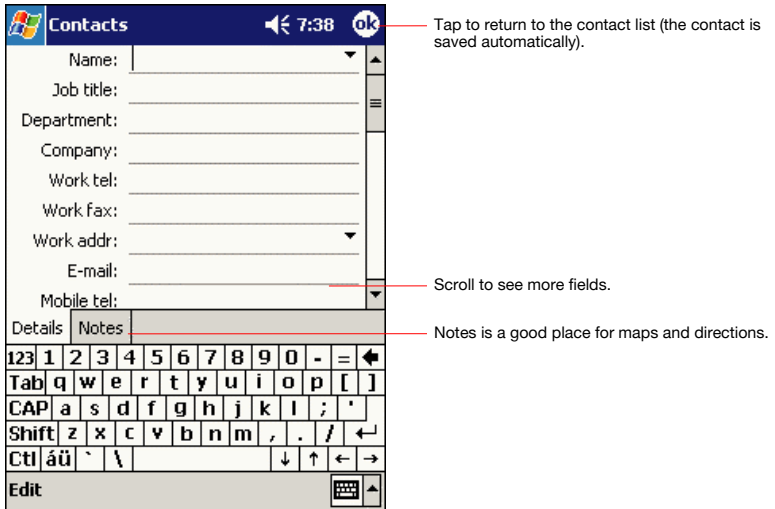 Contacts 7:38 ok
Tap to return to the contact list (the contact is
saved automatically).
Name:
Job title:
Department:
Company:
Work tel:
Work fax:
Work addr:
E-mail:
Scroll to see more fields.
Mobile tel:
Details Notes
Notes is a good place for maps and directions.
123 1 2 3 4 5 6 7 8 9 0 - = 🡄
Tab q w e r t y u i o p [ ]
CAP a s d f g h j k l ; '
Shift z x c v b n m , . / ↵
Ctl áü ` \ ↓ ↑ ← →
Edit